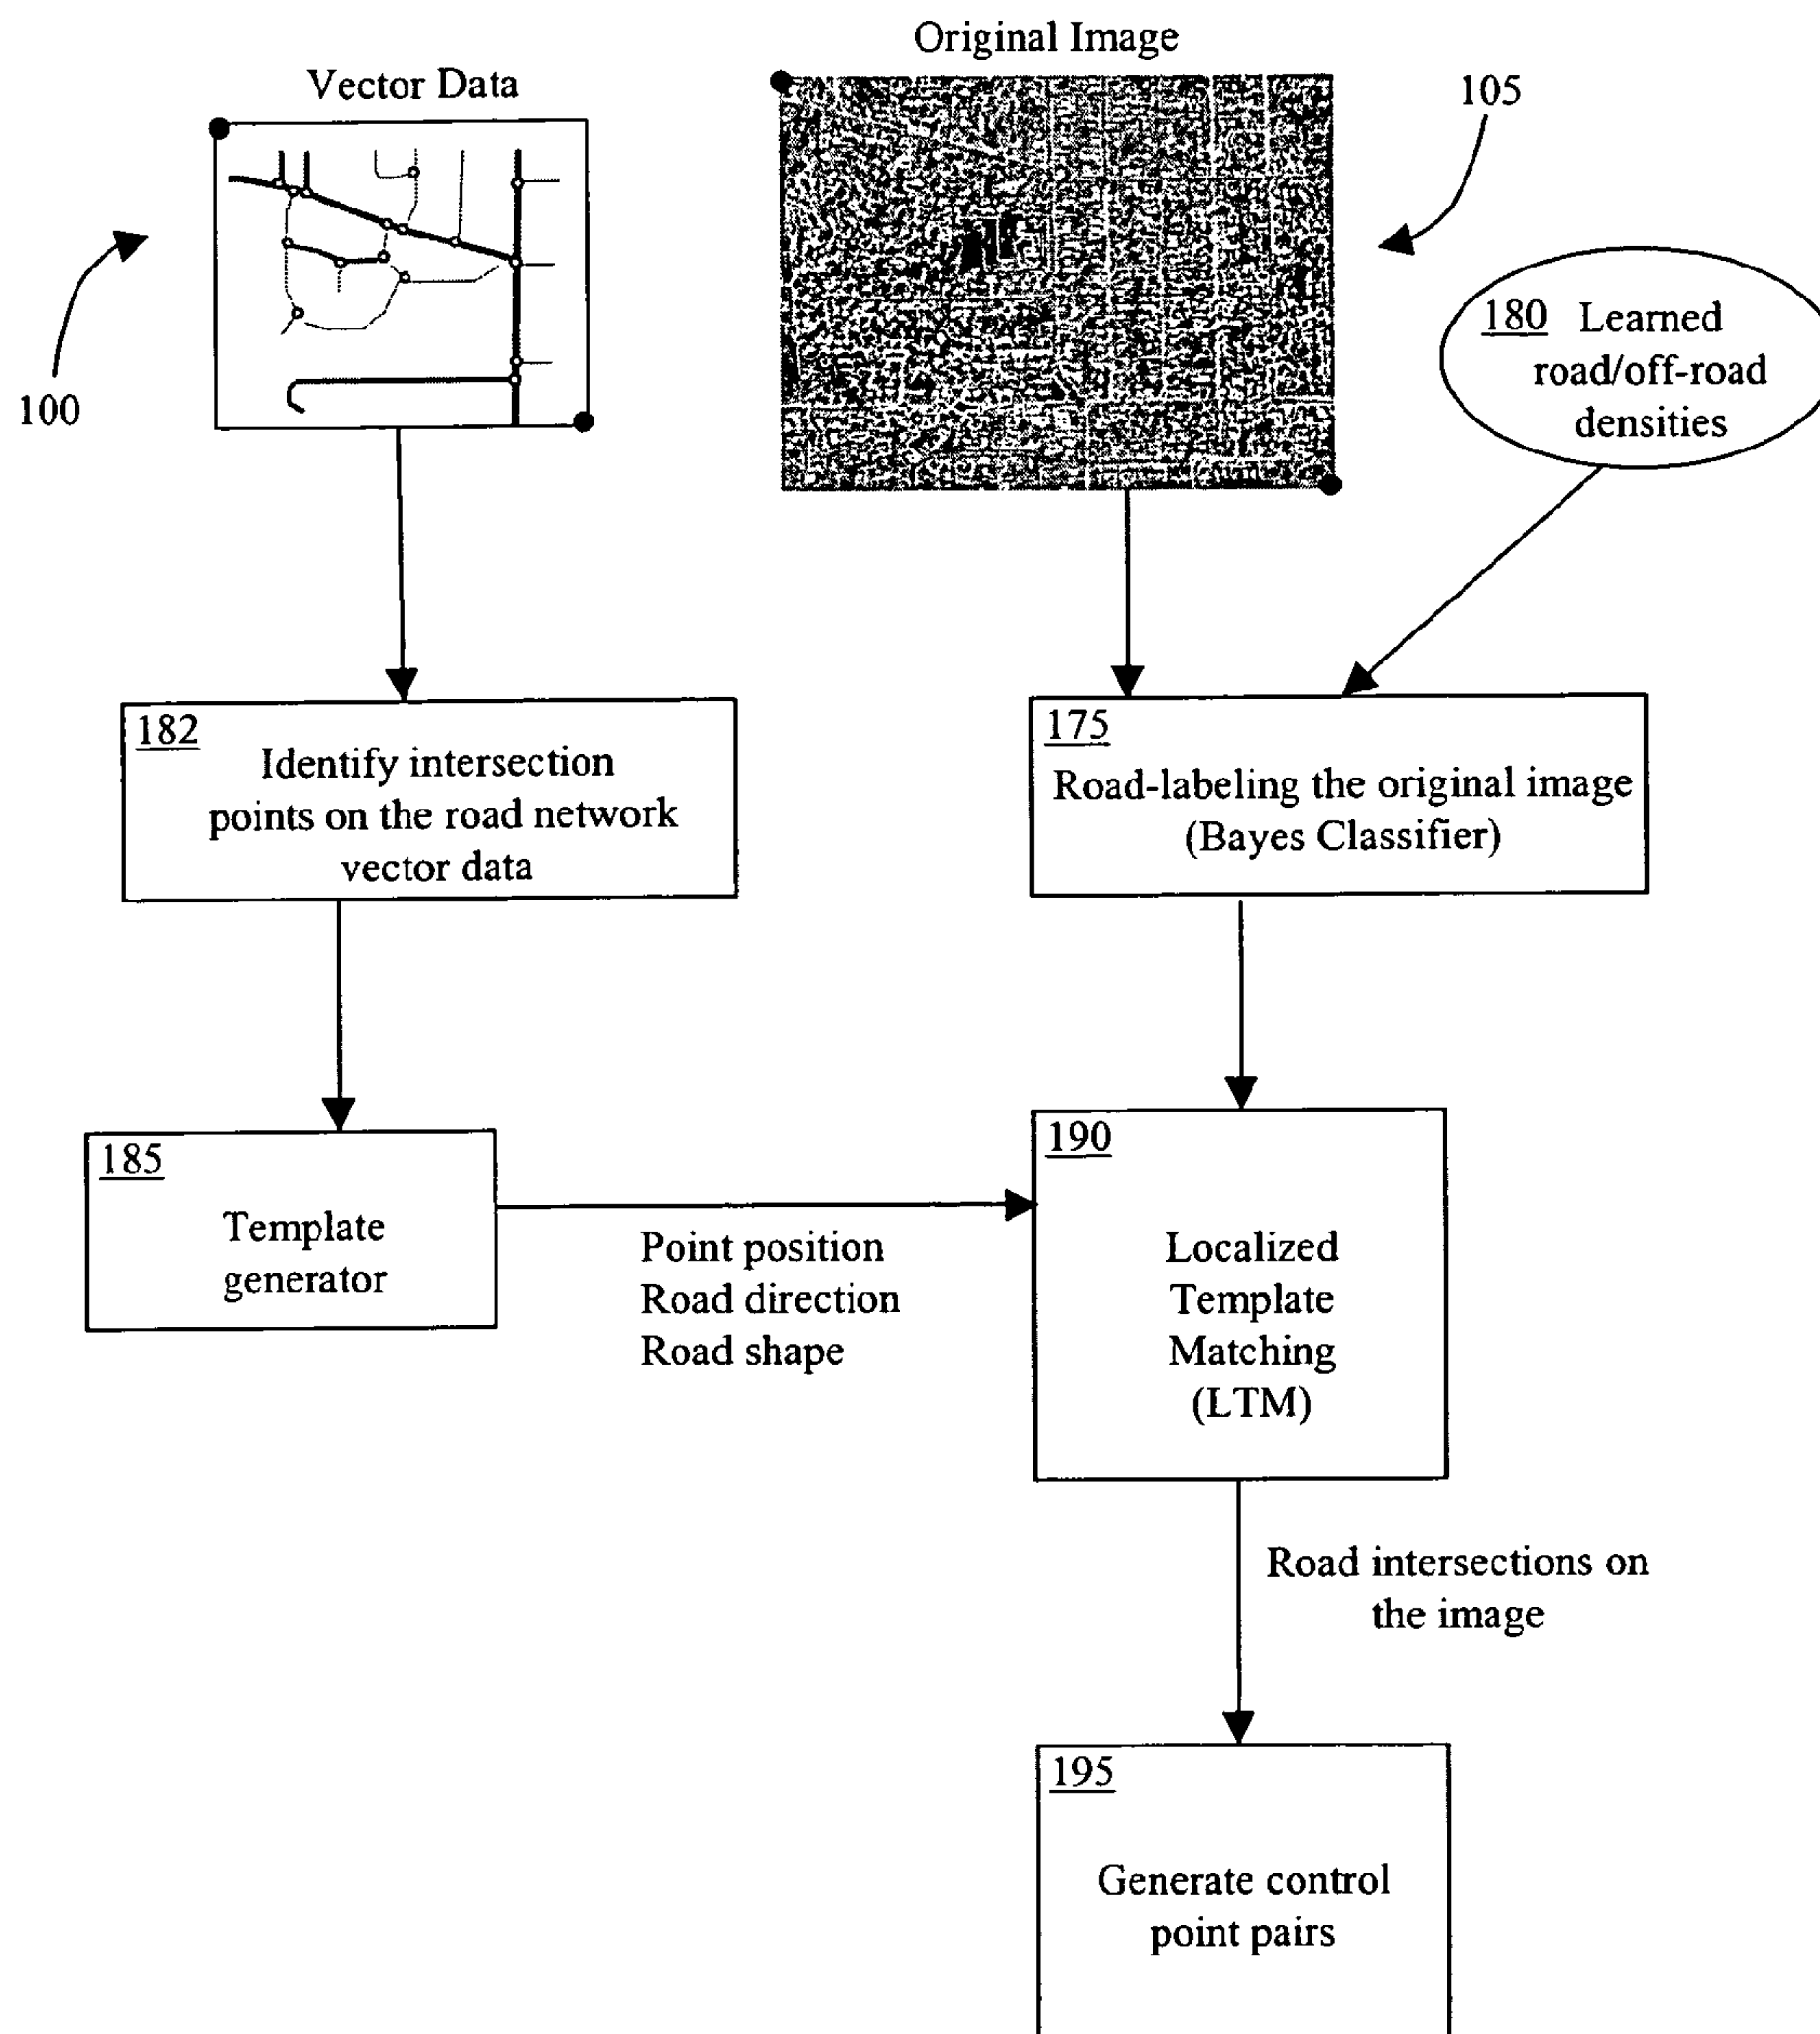 Original Image
Vector Data
105
100
180 Learned
road/off-road
densities
182
Identify intersection
points on the road network
vector data
175
Road-labeling the original image
(Bayes Classifier)
185
Template
generator
Point position
Road direction
Road shape
190
Localized
Template
Matching
(LTM)
Road intersections on
the image
195
Generate control
point pairs